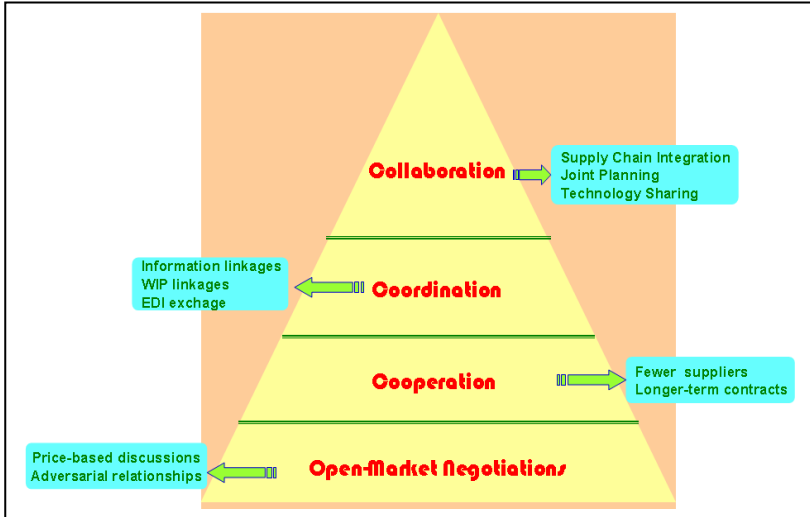 Collaboration
Supply Chain Integration
Joint Planning
Technology Sharing
Information linkages
WIP linkages
EDI exchage
Coordination
Cooperation
Fewer suppliers
Longer-term contracts
Price-based discussions
Adversarial relationships
Open-Market Negotiations